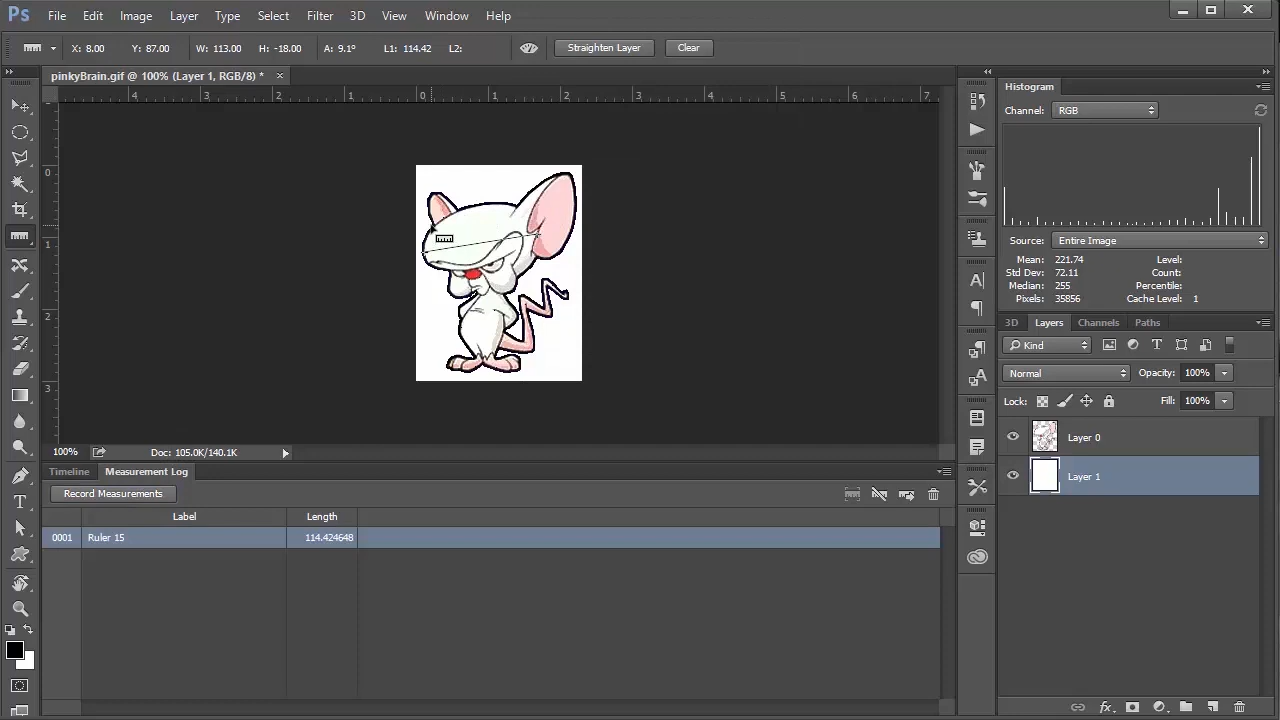 Ps File Edit Image Layer Type Select Filter 3D View Window Help
X: 8.00 Y: 87.00 W: 113.00 H: -18.00 A: 9.1° L1: 114.42 L2: Straighten Layer Clear
pinkyBrain.gif @ 100% (Layer 1, RGB/8) * ×
4 3 2 1 0 1 2 3 4 5 6 7
0
1
2
3
Histogram
Channel: RGB
Source: Entire Image
Mean: 221.74 Level:
Std Dev: 72.11 Count:
Median: 255 Percentile:
Pixels: 35856 Cache Level: 1
3D Layers Channels Paths
Kind
Normal Opacity: 100%
Lock: Fill: 100%
Layer 0
Layer 1
100% Doc: 105.0K/140.1K
Timeline Measurement Log
Record Measurements
Label Length
0001 Ruler 15 114.424648